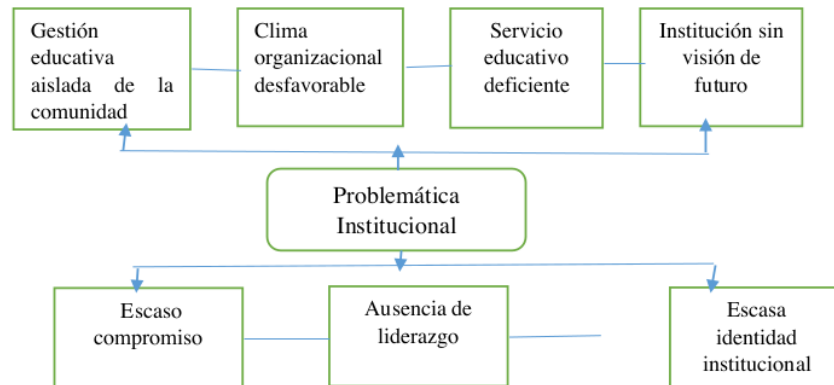 Gestión
educativa
aislada de la
comunidad
Clima
organizacional
desfavorable
Servicio
educativo
deficiente
Institución sin
visión de
futuro
Problemática
Institucional
Escaso
compromiso
Ausencia de
liderazgo
Escasa
identidad
institucional